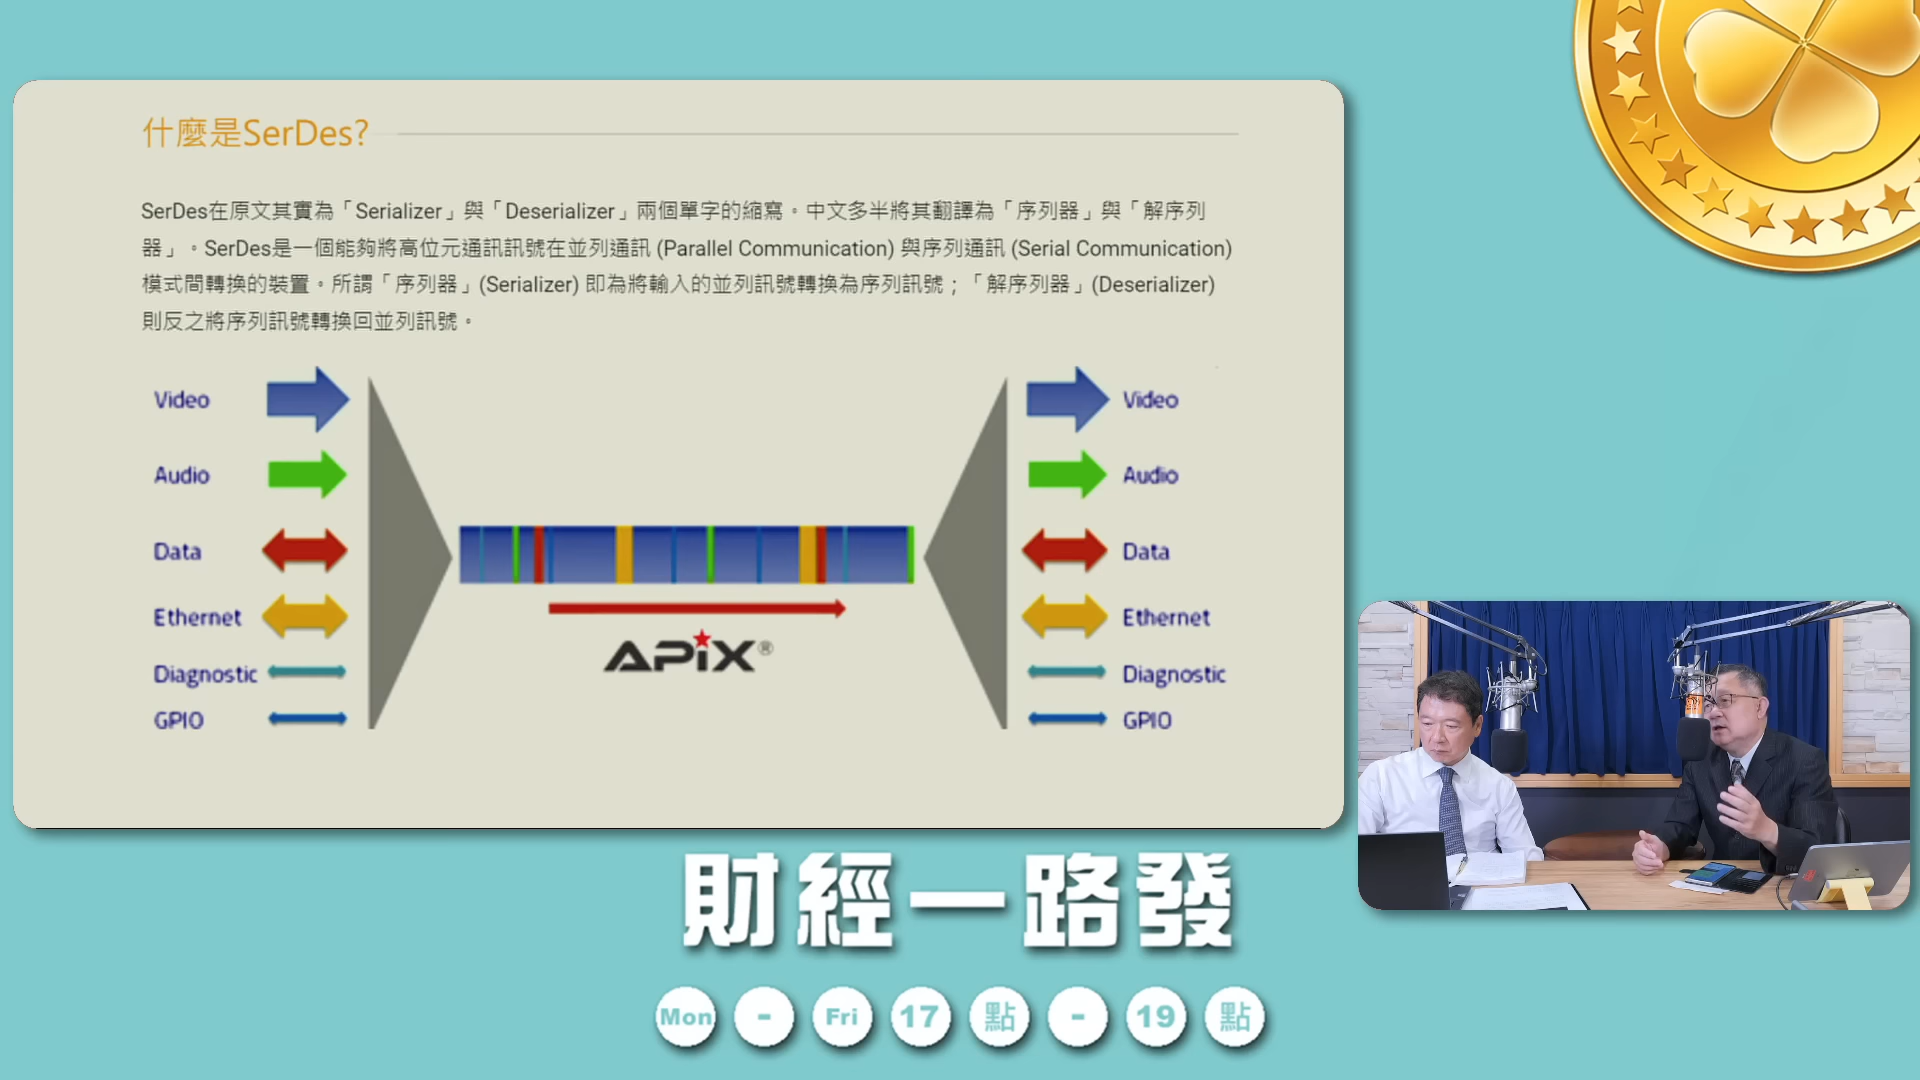 什麼是SerDes?
SerDes在原文其實為「Serializer」與「Deserializer」兩個單字的縮寫。中文多半將其翻譯為「序列器」與「解序列
器」。SerDes是一個能夠將高位元通訊訊號在並列通訊 (Parallel Communication) 與序列通訊 (Serial Communication)
模式間轉換的裝置。所謂「序列器」(Serializer) 即為將輸入的並列訊號轉換為序列訊號；「解序列器」(Deserializer)
則反之將序列訊號轉換回並列訊號。
Video
Audio
Data
Ethernet
Diagnostic
GPIO
APIX®
Video
Audio
Data
Ethernet
Diagnostic
GPIO
財經一路發
Mon - Fri 17 點 - 19 點